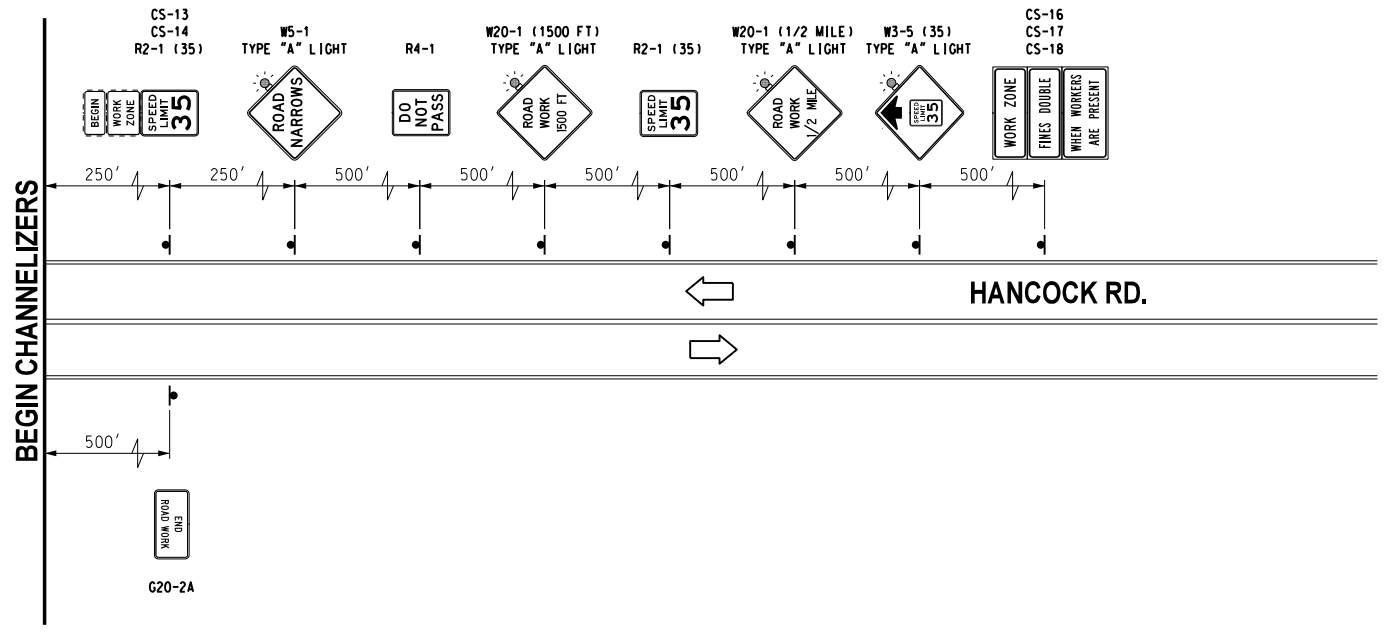 CS-13
CS-14
R2-1 (35)
W5-1
TYPE "A" LIGHT
R4-1
W20-1 (1500 FT)
TYPE "A" LIGHT
R2-1 (35)
W20-1 (1/2 MILE)
TYPE "A" LIGHT
W3-5 (35)
TYPE "A" LIGHT
CS-16
CS-17
CS-18
BEGIN
WORK
ZONE
SPEED
LIMIT
35
ROAD
NARROWS
DO
NOT
PASS
ROAD
WORK
1500 FT
SPEED
LIMIT
35
ROAD
WORK
1/2 MILE
SPEED
LIMIT
35
WORK ZONE
FINES DOUBLE
WHEN WORKERS
ARE PRESENT
250'
250'
500'
500'
500'
500'
500'
500'
BEGIN CHANNELIZERS
HANCOCK RD.
500'
END
ROAD WORK
G20-2A